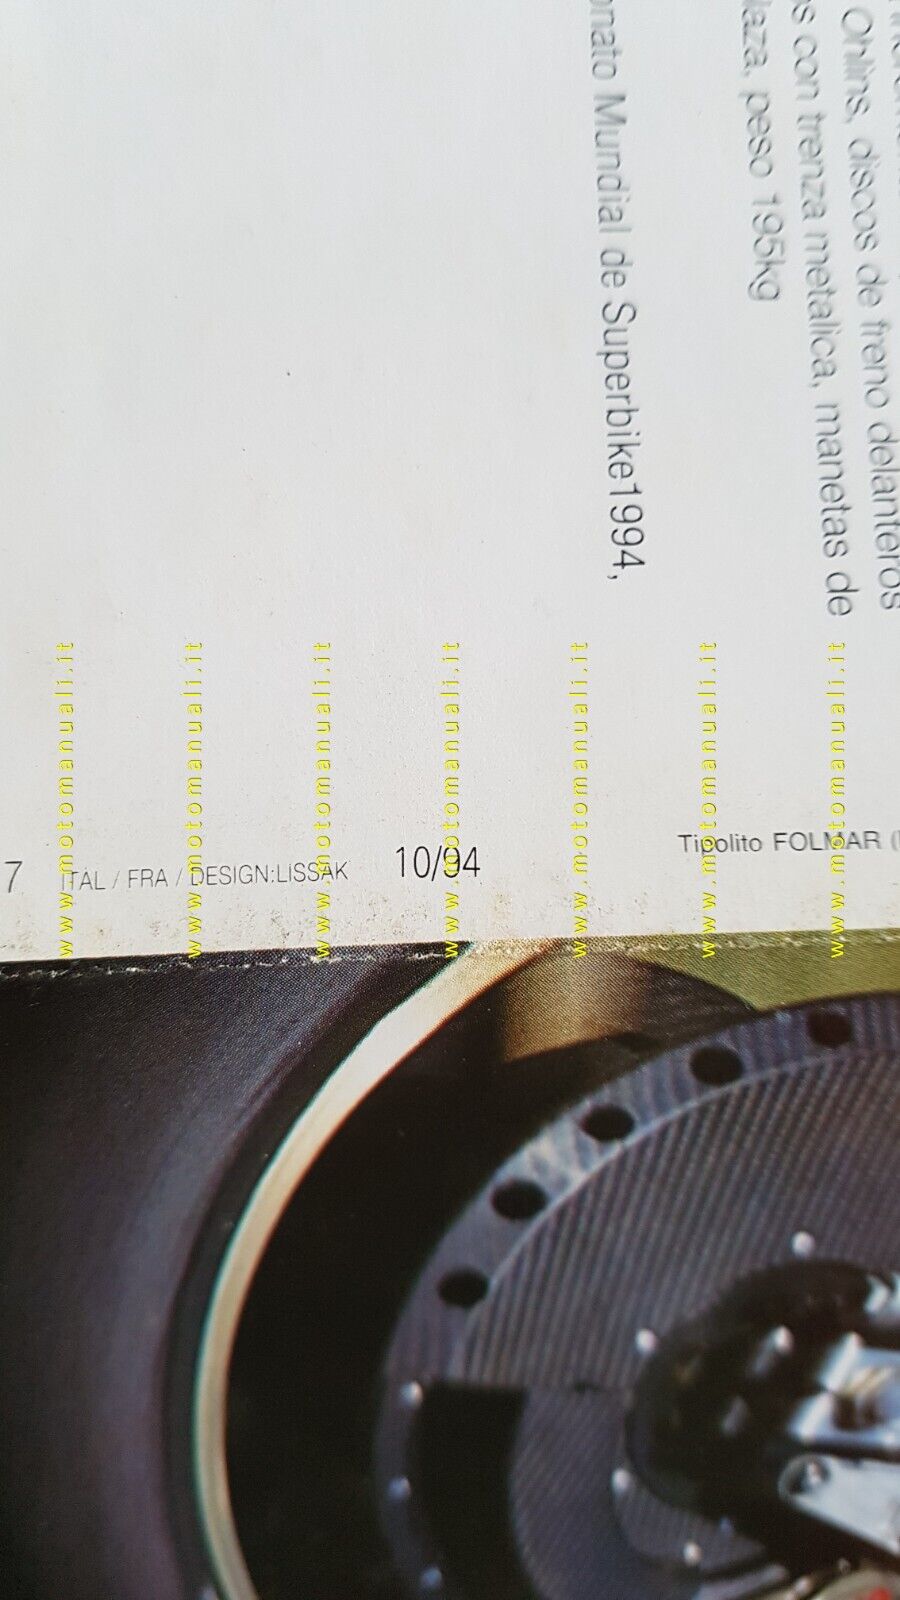 Ohlins, discos de freno delanteros
s con trenza metalica, manetas de
laza, peso 195kg
onato Mundial de Superbike1994,
7 ITAL / FRA / DESIGN:LISSAK 10/94
Tipolito FOLMAR (
www.motomanuali.it
www.motomanuali.it
www.motomanuali.it
www.motomanuali.it
www.motomanuali.it
www.motomanuali.it
www.motomanuali.it